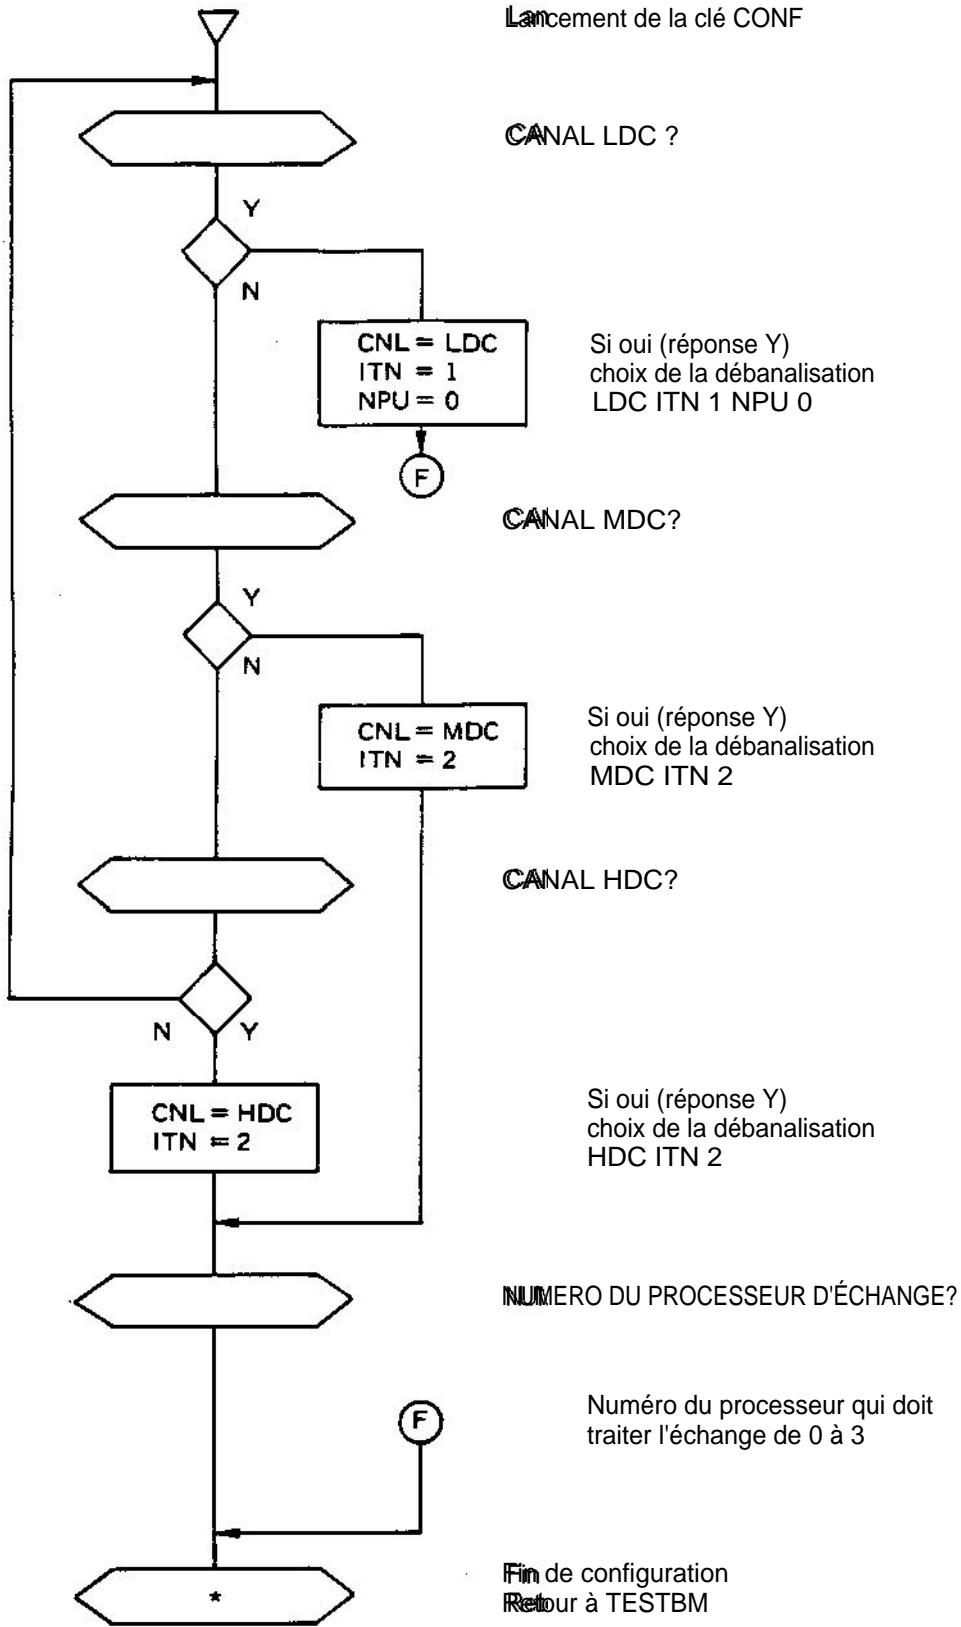 Lancement de la clé CONF
CANAL LDC ?
Y
N
CNL = LDC
ITN = 1
NPU = 0
Si oui (réponse Y)
choix de la débanalisation
LDC ITN 1 NPU 0
F
CANAL MDC?
Y
N
CNL = MDC
ITN = 2
Si oui (réponse Y)
choix de la débanalisation
MDC ITN 2
CANAL HDC?
N
Y
CNL = HDC
ITN = 2
Si oui (réponse Y)
choix de la débanalisation
HDC ITN 2
NUMERO DU PROCESSEUR D'ÉCHANGE?
F
Numéro du processeur qui doit
traiter l'échange de 0 à 3
*
Fin de configuration
Retour à TESTBM